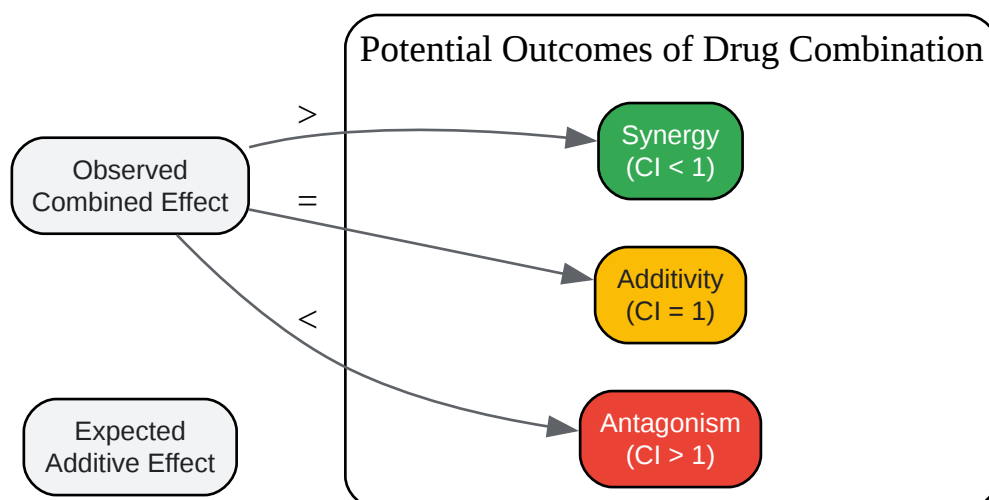 Potential Outcomes of Drug Combination
Observed
Combined Effect
>
=
<
Synergy
(CI < 1)
Additivity
(CI = 1)
Antagonism
(CI > 1)
Expected
Additive Effect